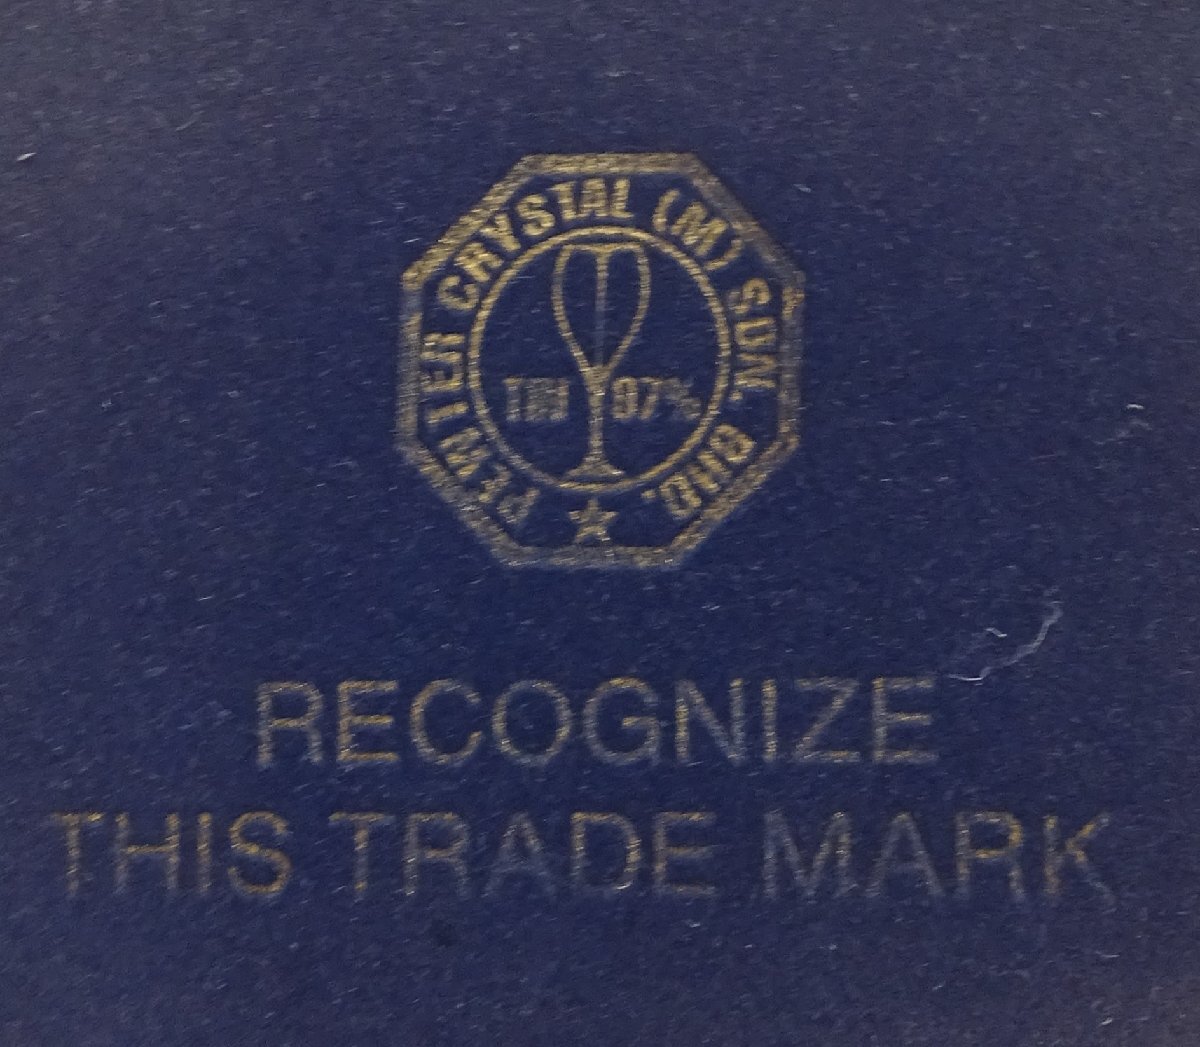 PEWTER CRYSTAL (M) SDN. BHD.
TIN 97%
RECOGNIZE
THIS TRADE MARK